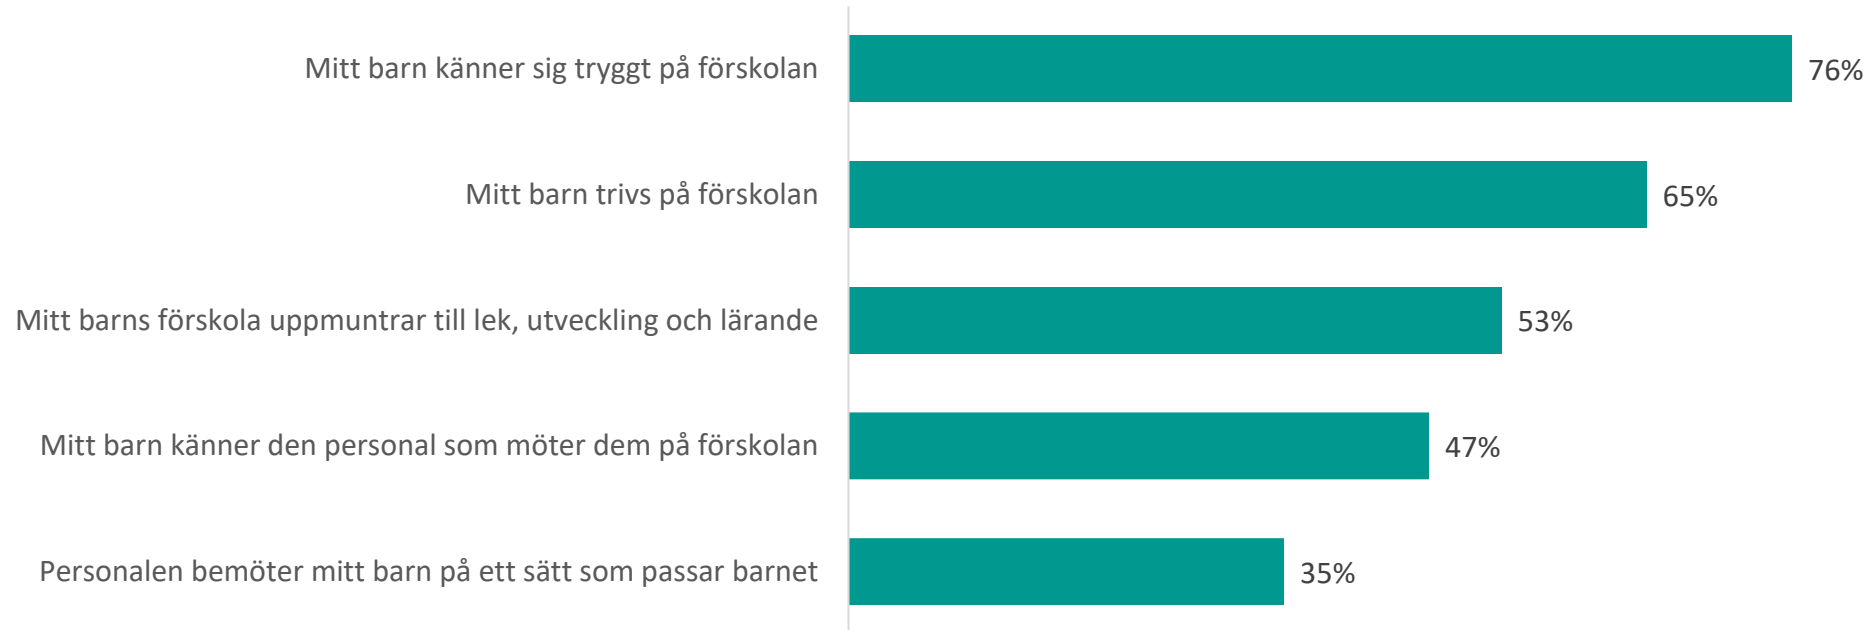 Mitt barn känner sig tryggt på förskolan 76%
Mitt barn trivs på förskolan 65%
Mitt barns förskola uppmuntrar till lek, utveckling och lärande 53%
Mitt barn känner den personal som möter dem på förskolan 47%
Personalen bemöter mitt barn på ett sätt som passar barnet 35%